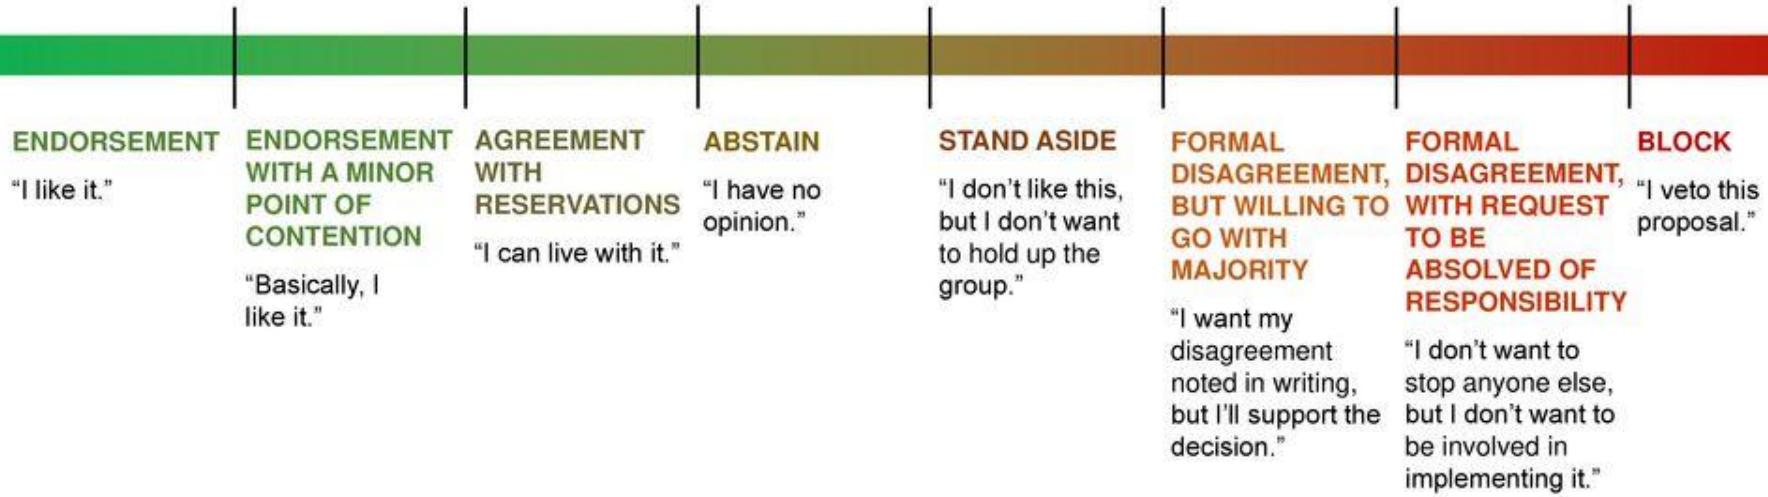 ENDORSEMENT
“I like it.”
ENDORSEMENT
WITH A MINOR
POINT OF
CONTENTION
“Basically, I
like it.”
AGREEMENT
WITH
RESERVATIONS
“I can live with it.”
ABSTAIN
“I have no
opinion.”
STAND ASIDE
“I don’t like this,
but I don’t want
to hold up the
group.”
FORMAL
DISAGREEMENT,
BUT WILLING TO
GO WITH
MAJORITY
“I want my
disagreement
noted in writing,
but I’ll support the
decision.”
FORMAL
DISAGREEMENT,
WITH REQUEST
TO BE
ABSOLVED OF
RESPONSIBILITY
“I don’t want to
stop anyone else,
but I don’t want to
be involved in
implementing it.”
BLOCK
“I veto this
proposal.”